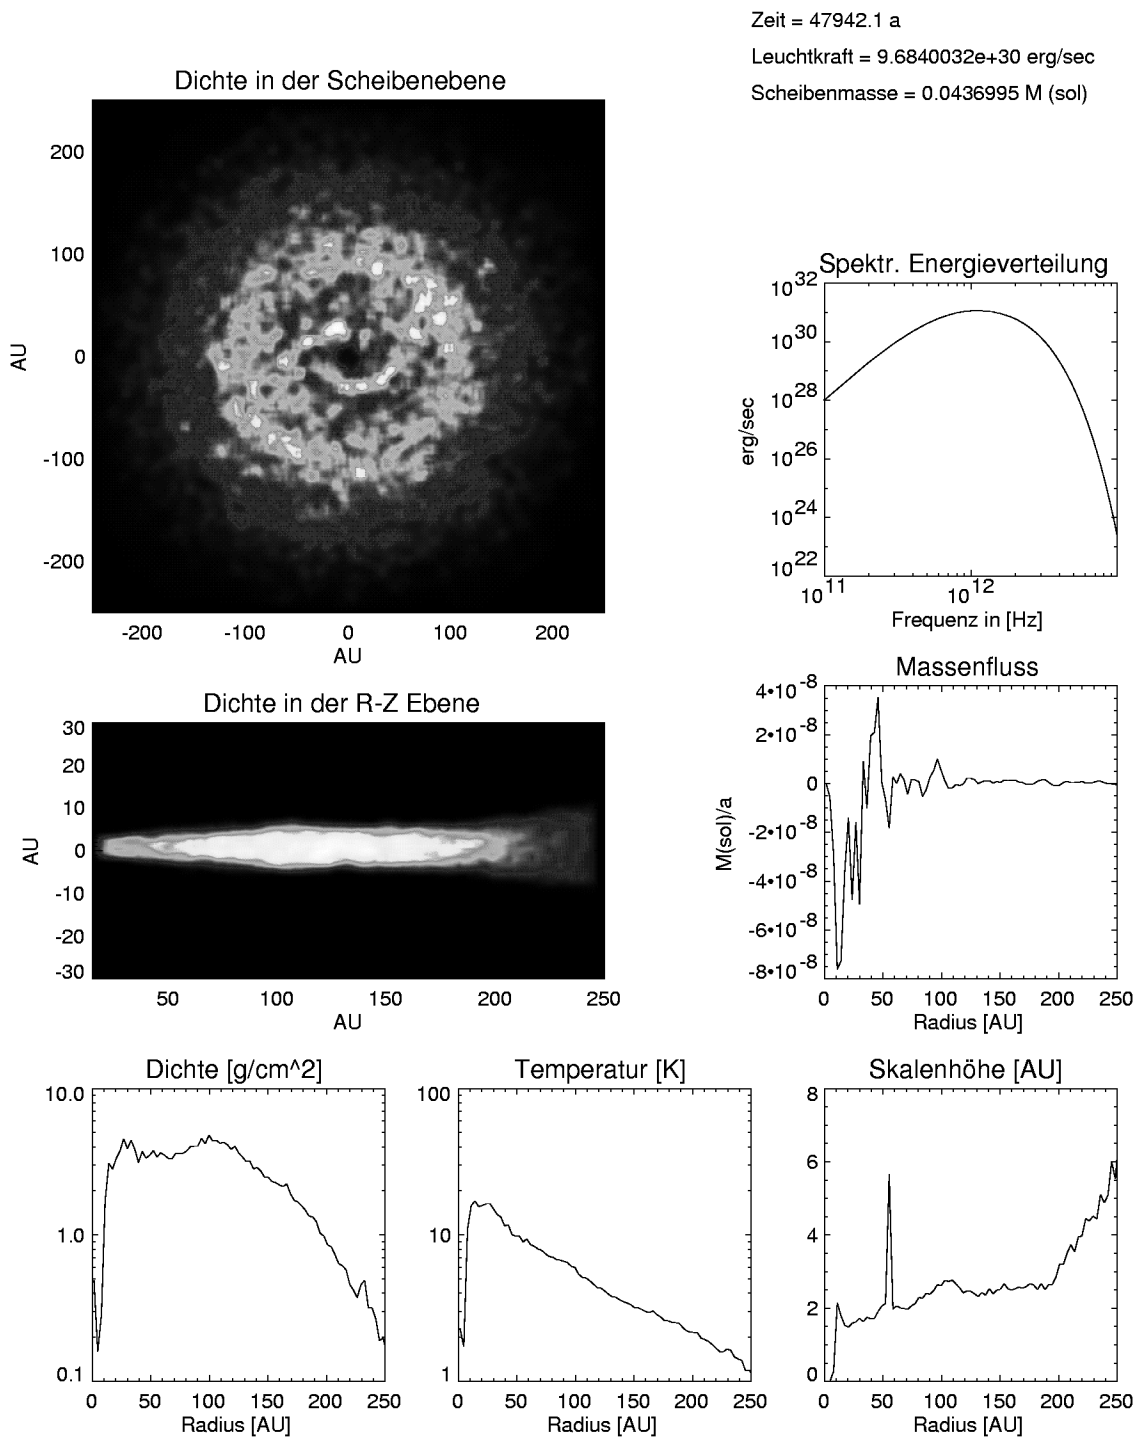 Zeit = 47942.1 a
Leuchtkraft = 9.6840032e+30 erg/sec
Scheibenmasse = 0.0436995 M (sol)
Dichte in der Scheibenebene
200
100
0
-100
-200
AU
-200 -100 0 100 200
AU
Spektr. Energieverteilung
10^32
10^30
10^28
10^26
10^24
10^22
erg/sec
10^11 10^12
Frequenz in [Hz]
Dichte in der R-Z Ebene
30
20
10
0
-10
-20
-30
AU
50 100 150 200 250
AU
Massenfluss
4•10^-8
2•10^-8
0
-2•10^-8
-4•10^-8
-6•10^-8
-8•10^-8
M(sol)/a
0 50 100 150 200 250
Radius [AU]
Dichte [g/cm^2]
10.0
1.0
0.1
0 50 100 150 200 250
Radius [AU]
Temperatur [K]
100
10
1
0 50 100 150 200 250
Radius [AU]
Skalenhöhe [AU]
8
6
4
2
0
0 50 100 150 200 250
Radius [AU]